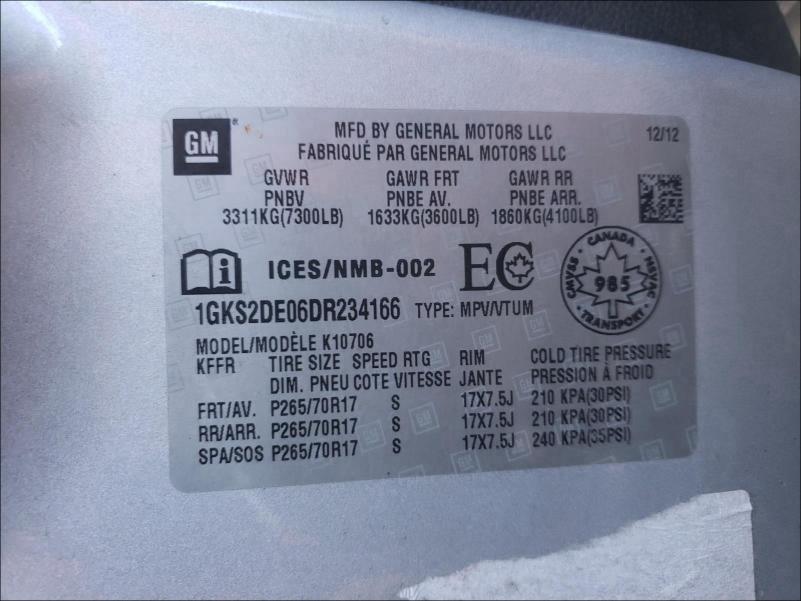 GM
MFD BY GENERAL MOTORS LLC 12/12
FABRIQUÉ PAR GENERAL MOTORS LLC
GVWR GAWR FRT GAWR RR
PNBV PNBE AV. PNBE ARR.
3311KG(7300LB) 1633KG(3600LB) 1860KG(4100LB)
i ICES/NMB-002 EC
CANADA
CMVSS 985 NSVAC
TRANSPORT
1GKS2DE06DR234166 TYPE: MPV/VTUM
MODEL/MODÈLE K10706
KFFR TIRE SIZE SPEED RTG RIM COLD TIRE PRESSURE
DIM. PNEU COTE VITESSE JANTE PRESSION À FROID
FRT/AV. P265/70R17 S 17X7.5J 210 KPA(30PSI)
RR/ARR. P265/70R17 S 17X7.5J 210 KPA(30PSI)
SPA/SOS P265/70R17 S 17X7.5J 240 KPA(35PSI)